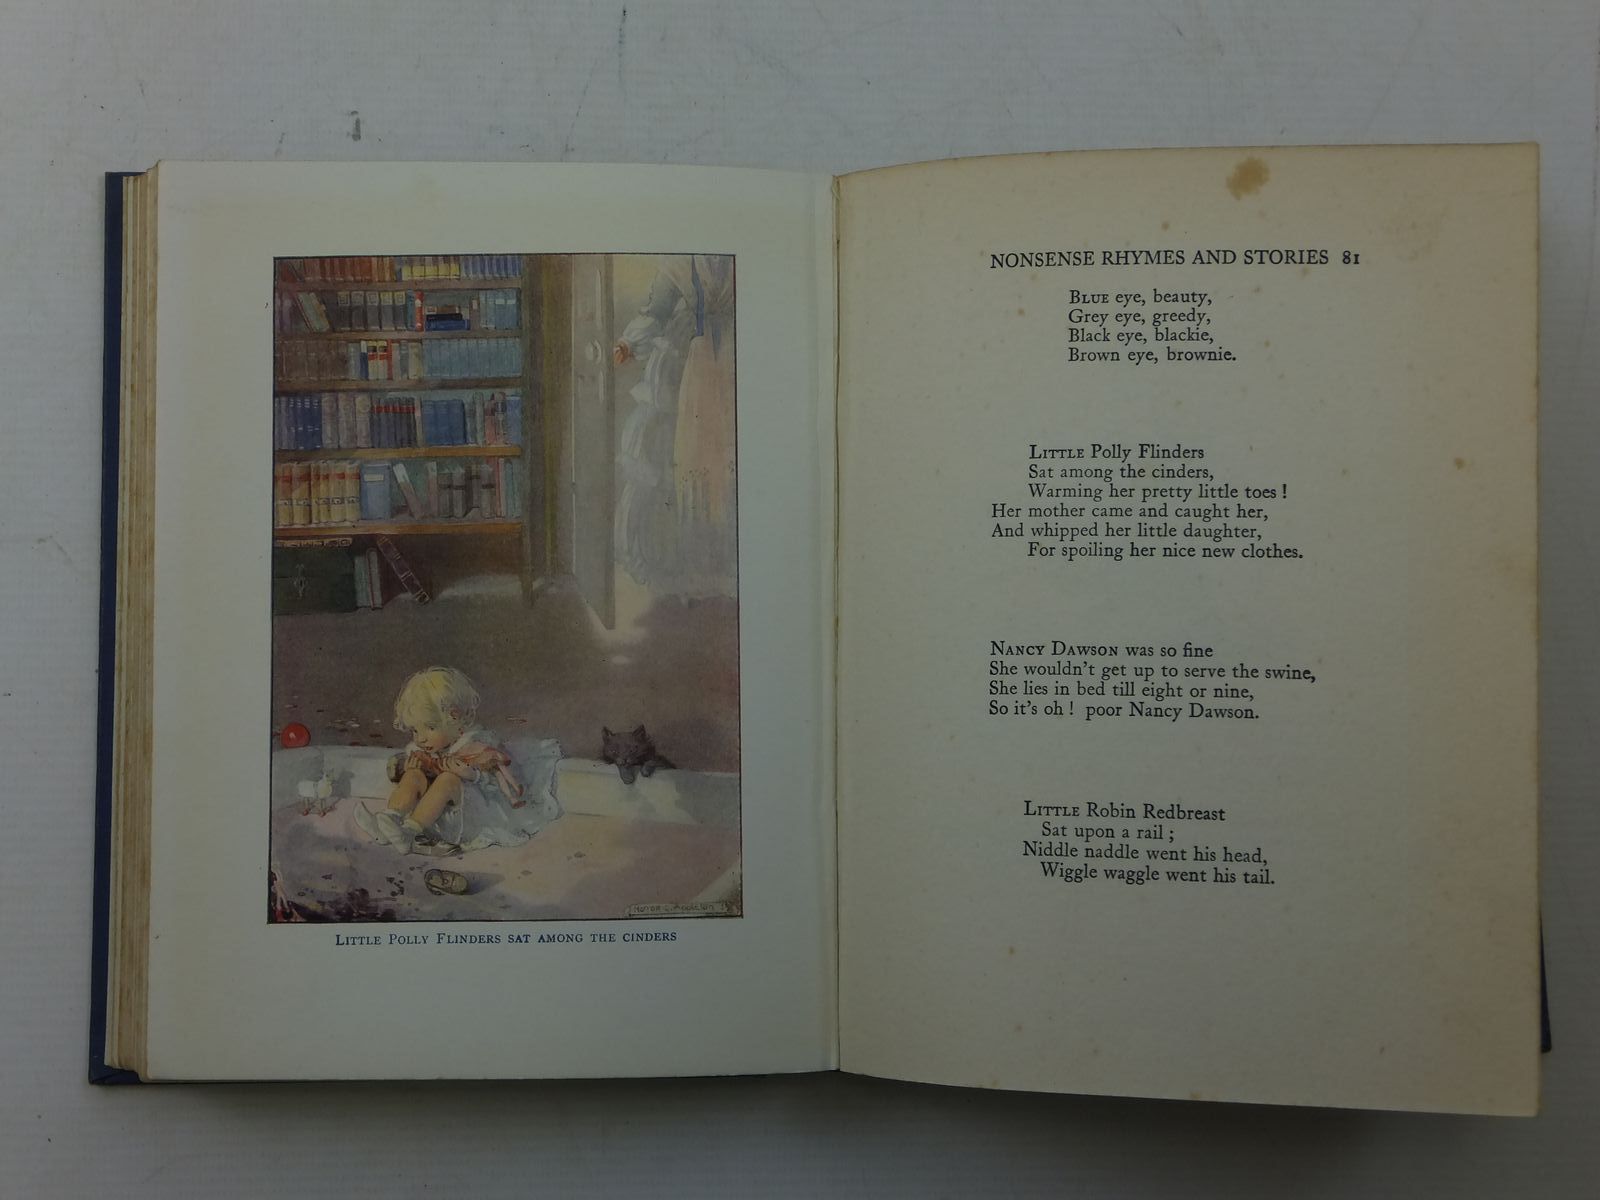 LITTLE POLLY FLINDERS SAT AMONG THE CINDERS
NONSENSE RHYMES AND STORIES 81
BLUE eye, beauty,
Grey eye, greedy,
Black eye, blackie,
Brown eye, brownie.
LITTLE Polly Flinders
Sat among the cinders,
Warming her pretty little toes!
Her mother came and caught her,
And whipped her little daughter,
For spoiling her nice new clothes.
NANCY DAWSON was so fine
She wouldn't get up to serve the swine,
She lies in bed till eight or nine,
So it's oh! poor Nancy Dawson.
LITTLE Robin Redbreast
Sat upon a rail;
Niddle naddle went his head,
Wiggle waggle went his tail.